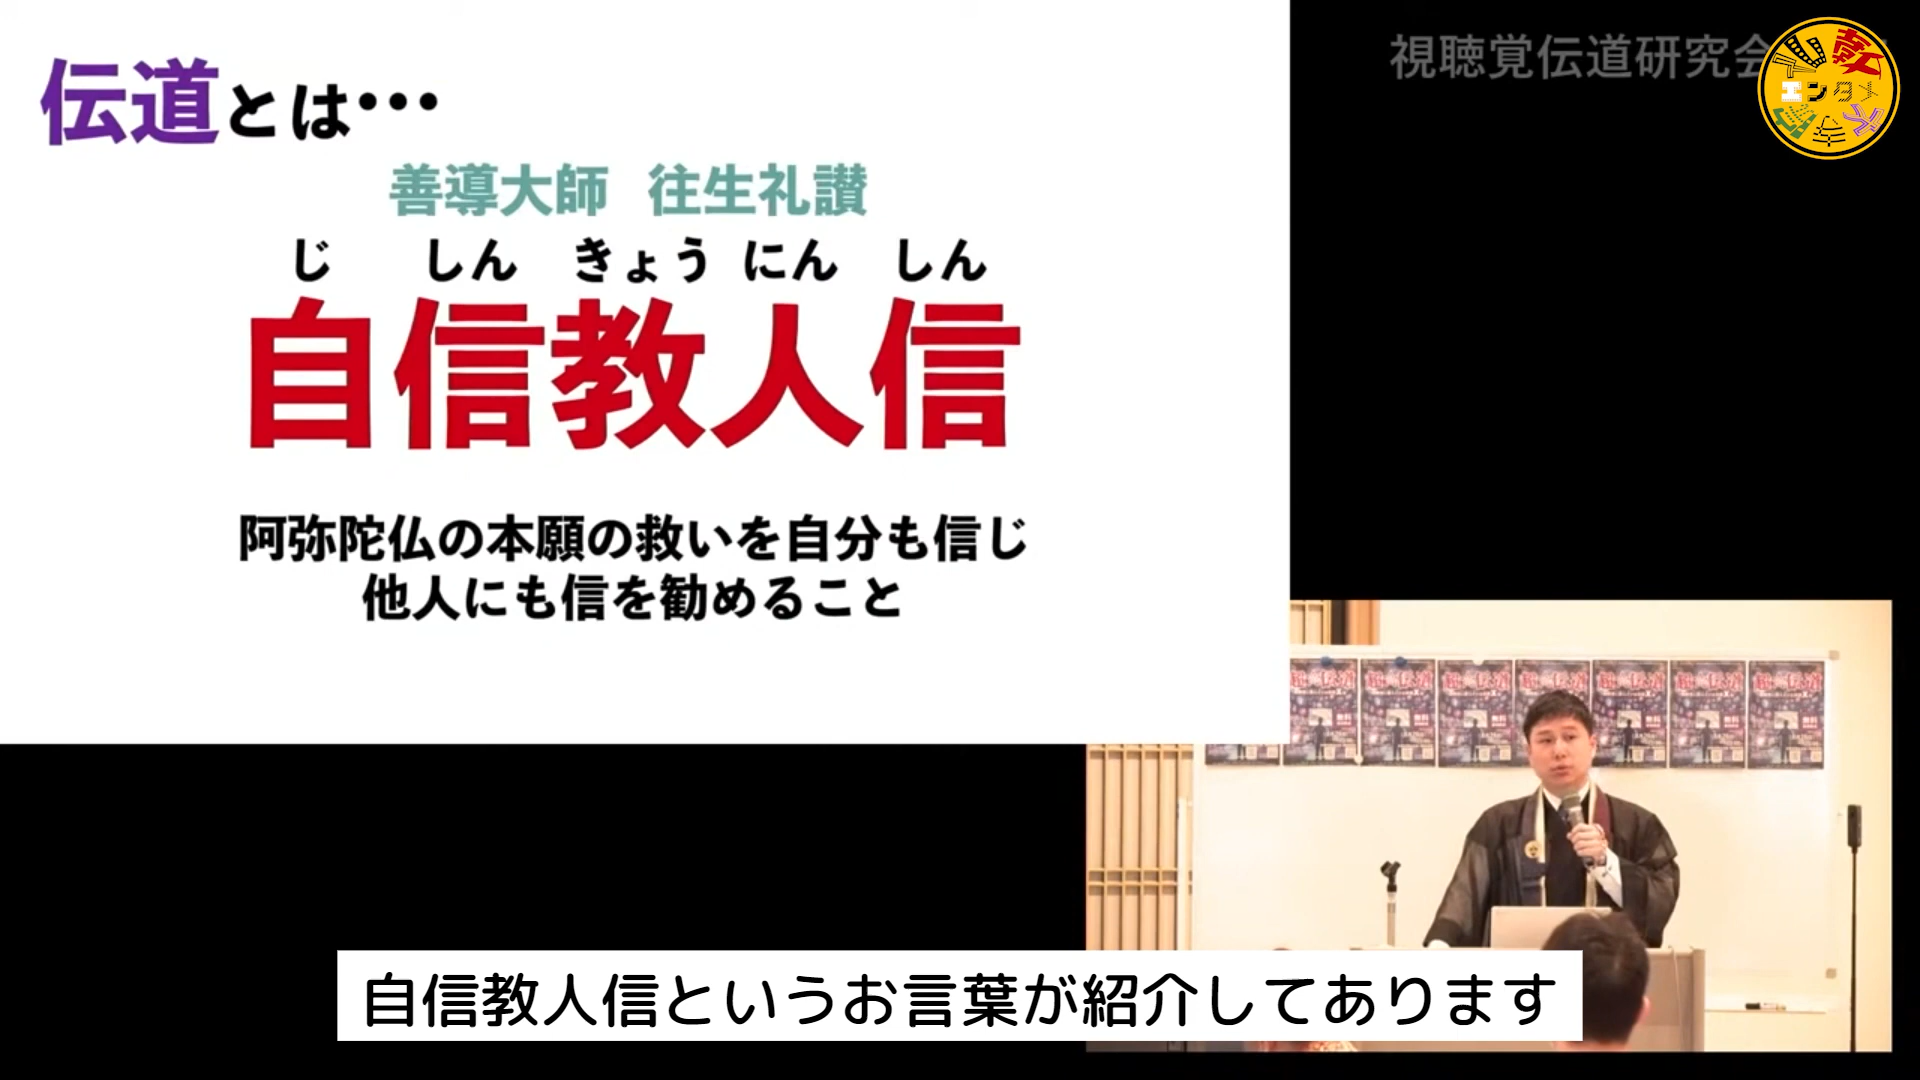 伝道とは…
善導大師 往生礼讃
じ しん きょう にん しん
自信教人信
阿弥陀仏の本願の救いを自分も信じ
他人にも信を勧めること
視聴覚伝道研究会
エンタメ
自信教人信というお言葉が紹介してあります